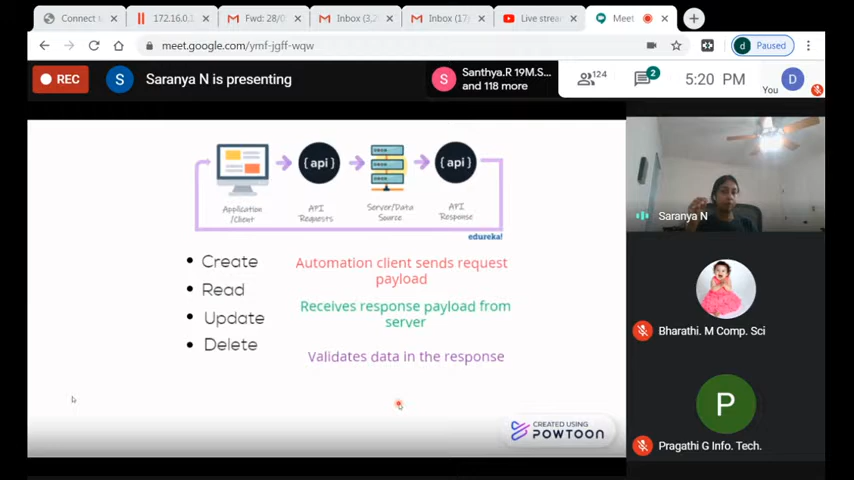 Connect
172.16.0.1
Fwd: 28/0
Inbox (3,2
Inbox (17
Live strea
Meet
meet.google.com/ymf-jgff-wqw
d
Paused
REC
S
Saranya N is presenting
S
Santhya.R 19M.S...
and 118 more
124
2
5:20 PM
You
D
{ api }
{ api }
Application
/Client
API
Requests
Server/Data
Source
API
Response
edureka!
• Create
• Read
• Update
• Delete
Automation client sends request
payload
Receives response payload from
server
Validates data in the response
CREATED USING
POWTOON
Saranya N
Bharathi. M Comp. Sci
P
Pragathi G Info. Tech.